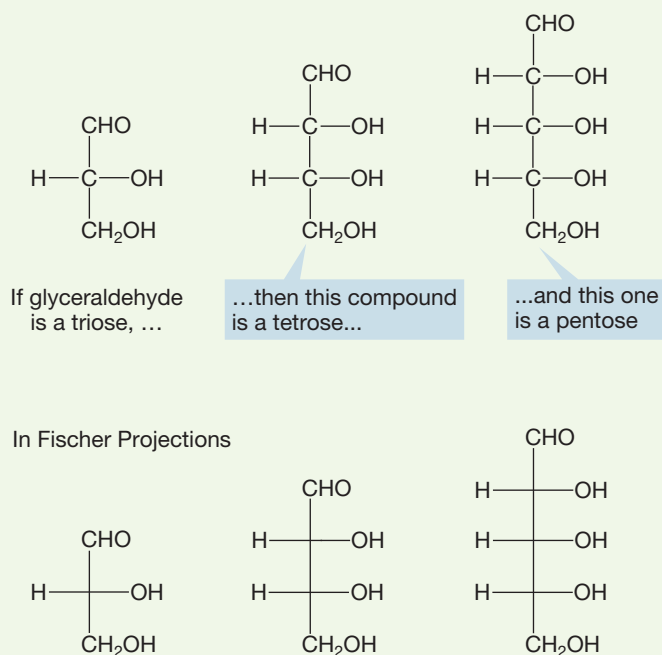 CHO
H—C—OH
CH₂OH
CHO
H—C—OH
H—C—OH
CH₂OH
CHO
H—C—OH
H—C—OH
H—C—OH
CH₂OH
If glyceraldehyde
is a triose, …
…then this compound
is a tetrose...
...and this one
is a pentose
In Fischer Projections
CHO
H OH
CH₂OH
CHO
H OH
H OH
CH₂OH
CHO
H OH
H OH
H OH
CH₂OH